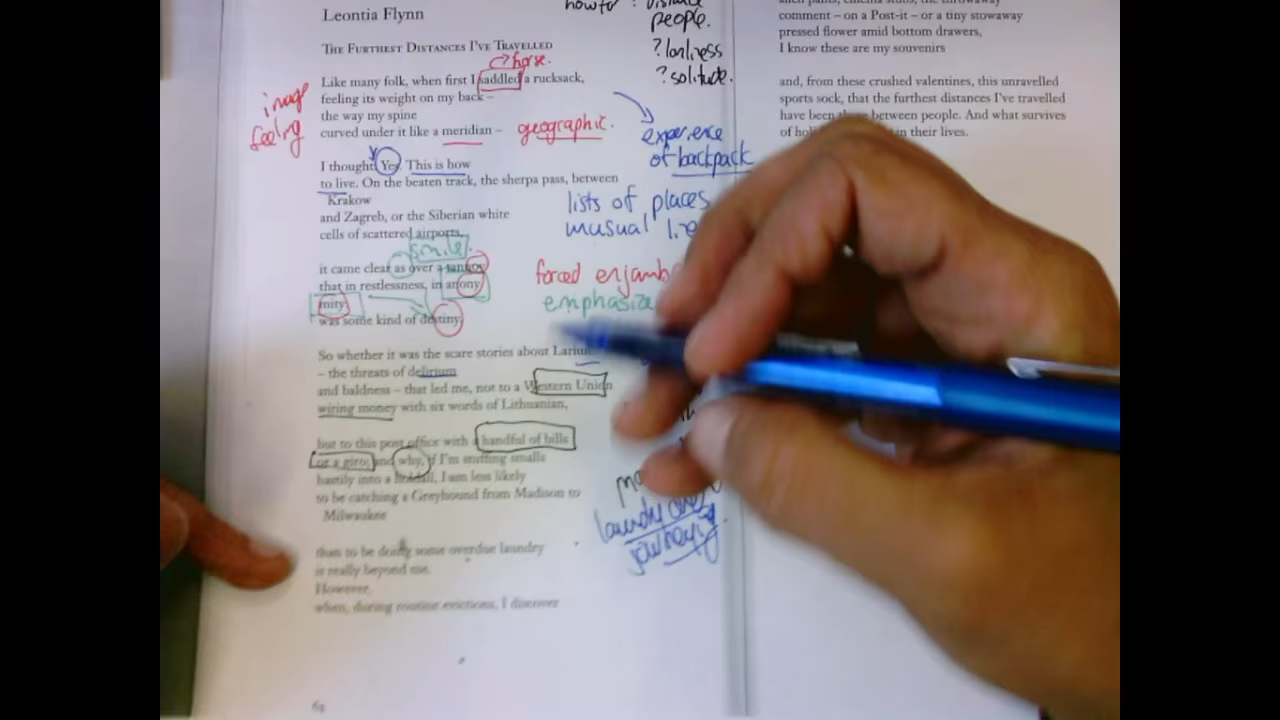 Leontia Flynn
how to : distance
people.
? lonliness
? solitude.
THE FURTHEST DISTANCES I'VE TRAVELLED
horse.
Like many folk, when first I saddled a rucksack,
feeling its weight on my back –
the way my spine
curved under it like a meridian –
image
feeling
geographic.
experience
of backpack
I thought: Yes. This is how
to live. On the beaten track, the sherpa pass, between
Krakow
and Zagreb, or the Siberian white
cells of scattered airports,
lists of places
unusual
simile
it came clear as over a tannoy
that in restlessness, in anony
mity
was some kind of destiny.
forced enjamb
emphasize
So whether it was the scare stories about Larium
– the threats of delirium
and baldness – that led me, not to a Western Union
wiring money with six words of Lithuanian,
but to this post office with a handful of bills
or a giro; and why, if I'm stuffing smalls
hastily into a holdall, I am less likely
to be catching a Greyhound from Madison to
Milwaukee
laundry over
journeying
than to be doing some overdue laundry
is really beyond me.
However,
when, during routine evictions, I discover
comment – on a Post-it – or a tiny stowaway
pressed flower amid bottom drawers,
I know these are my souvenirs
and, from these crushed valentines, this unravelled
sports sock, that the furthest distances I've travelled
have been those between people. And what survives
of in their lives.